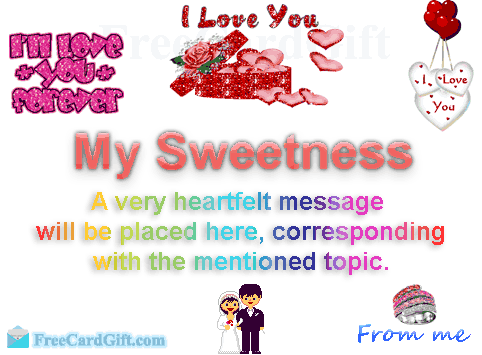 FreeCardGift
I Love You
I'M LOVE
YOU
FOREVER
I Love
You
My Sweetness
A very heartfelt message
will be placed here, corresponding
with the mentioned topic.
FreeCardGift.com
From me